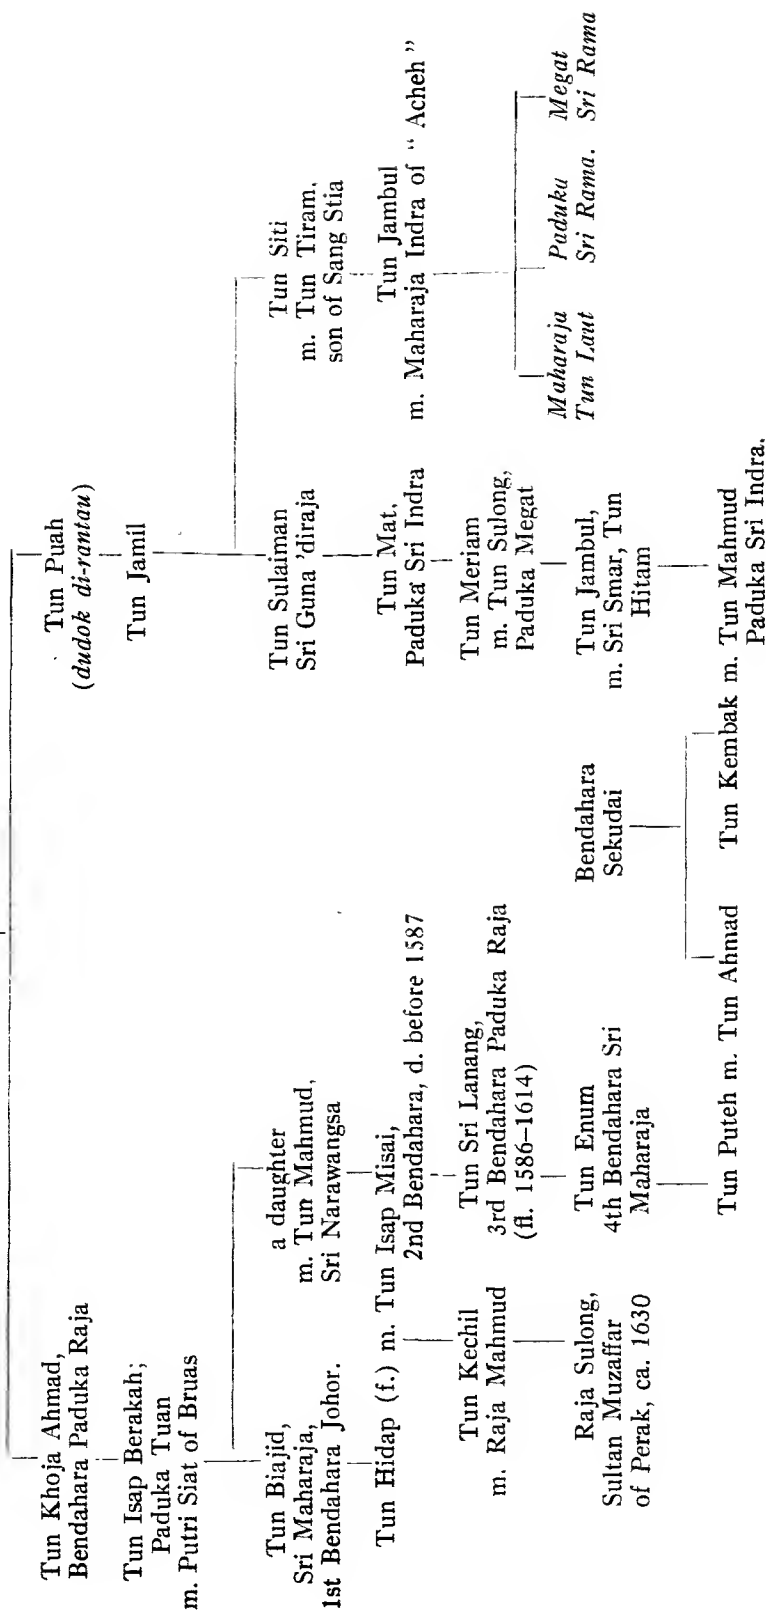 Tun Khoja Ahmad,
Bendahara Paduka Raja
Tun Isap Berakah;
Paduka Tuan
m. Putri Siat of Bruas
Tun Biajid,
Sri Maharaja,
1st Bendahara Johor.
a daughter
m. Tun Mahmud,
Sri Narawangsa
Tun Hidap (f.) m. Tun Isap Misai,
2nd Bendahara, d. before 1587
Tun Kechil
m. Raja Mahmud
Tun Sri Lanang,
3rd Bendahara Paduka Raja
(fl. 1586–1614)
Raja Sulong,
Sultan Muzaffar
of Perak, ca. 1630
Tun Enum
4th Bendahara Sri
Maharaja
Bendahara
Sekudai
Tun Puteh m. Tun Ahmad
Tun Kembak m. Tun Mahmud
Paduka Sri Indra.
Tun Puah
(dudok di-rantau)
Tun Jamil
Tun Sulaiman
Sri Guna 'diraja
Tun Siti
m. Tun Tiram,
son of Sang Stia
Tun Mat,
Paduka Sri Indra
Tun Jambul
m. Maharaja Indra of "Acheh"
Tun Meriam
m. Tun Sulong,
Paduka Megat
Tun Jambul,
m. Sri Smar, Tun
Hitam
Maharaja
Tun Laut
Paduku
Sri Rama.
Megat
Sri Rama